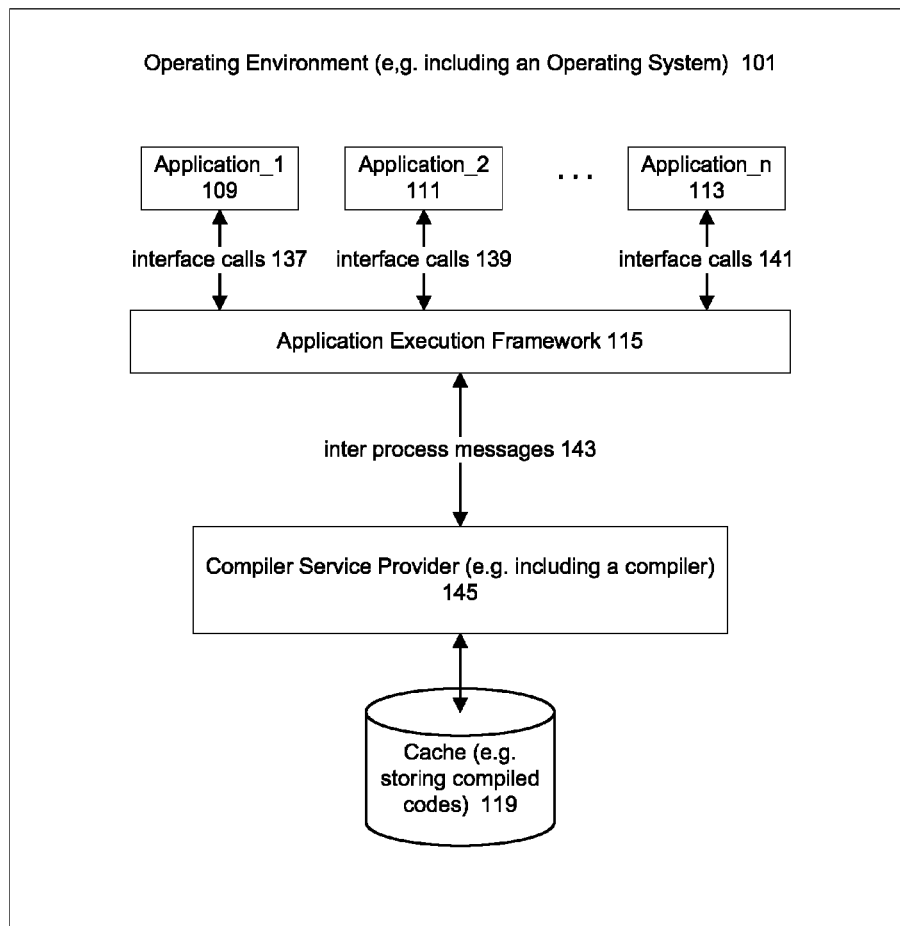 Operating Environment (e,g. including an Operating System) 101
Application_1
109
Application_2
111
. . .
Application_n
113
interface calls 137
interface calls 139
interface calls 141
Application Execution Framework 115
inter process messages 143
Compiler Service Provider (e.g. including a compiler)
145
Cache (e.g.
storing compiled
codes) 119